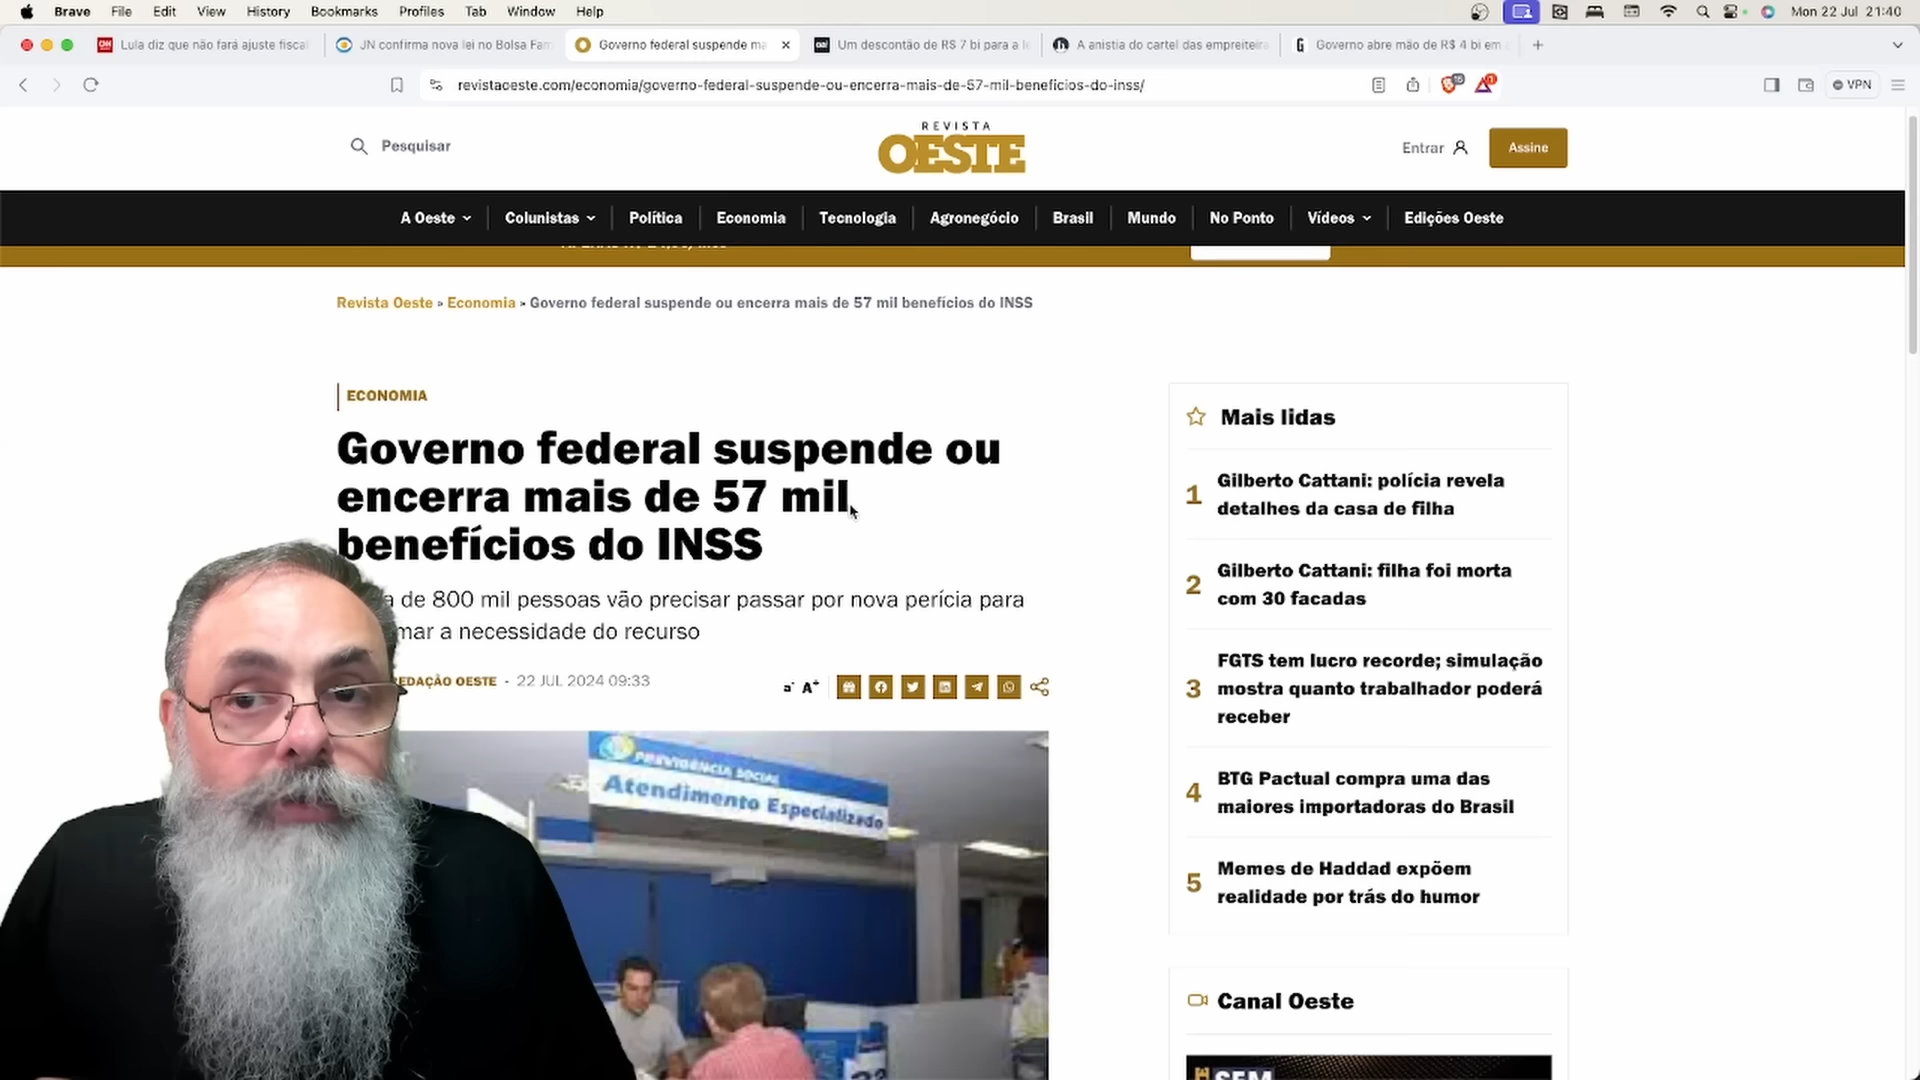 Brave File Edit View History Bookmarks Profiles Tab Window Help Mon 22 Jul 21:40
Lula diz que não fará ajuste fiscal JN confirma nova lei no Bolsa Fam Governo federal suspende ma Um descontão de R$ 7 bi para a A anistia do cartel das empreiteira Governo abre mão de R$ 4 bi em
revistaoeste.com/economia/governo-federal-suspende-ou-encerra-mais-de-57-mil-beneficios-do-inss/ VPN
Pesquisar
REVISTA
OESTE
Entrar
Assine
A Oeste Colunistas Política Economia Tecnologia Agronegócio Brasil Mundo No Ponto Vídeos Edições Oeste
Revista Oeste » Economia » Governo federal suspende ou encerra mais de 57 mil benefícios do INSS
ECONOMIA
Governo federal suspende ou
encerra mais de 57 mil
benefícios do INSS
de 800 mil pessoas vão precisar passar por nova perícia para
mar a necessidade do recurso
REDAÇÃO OESTE - 22 JUL 2024 09:33
a- A+
PREVIDÊNCIA SOCIAL
Atendimento Especializado
Mais lidas
1 Gilberto Cattani: polícia revela
detalhes da casa de filha
2 Gilberto Cattani: filha foi morta
com 30 facadas
3 FGTS tem lucro recorde; simulação
mostra quanto trabalhador poderá
receber
4 BTG Pactual compra uma das
maiores importadoras do Brasil
5 Memes de Haddad expõem
realidade por trás do humor
Canal Oeste
SEM